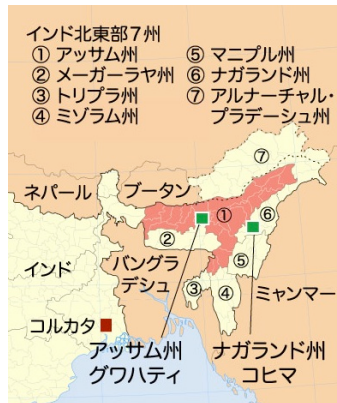 インド北東部7州
① アッサム州
② メーガーラヤ州
③ トリプラ州
④ ミゾラム州
⑤ マニプル州
⑥ ナガランド州
⑦ アルナーチャル・
プラデーシュ州
⑦
ネパール
ブータン
①
⑥
②
インド
バングラ
デシュ
⑤
③
④
ミャンマー
コルカタ
アッサム州
グワハティ
ナガランド州
コヒマ